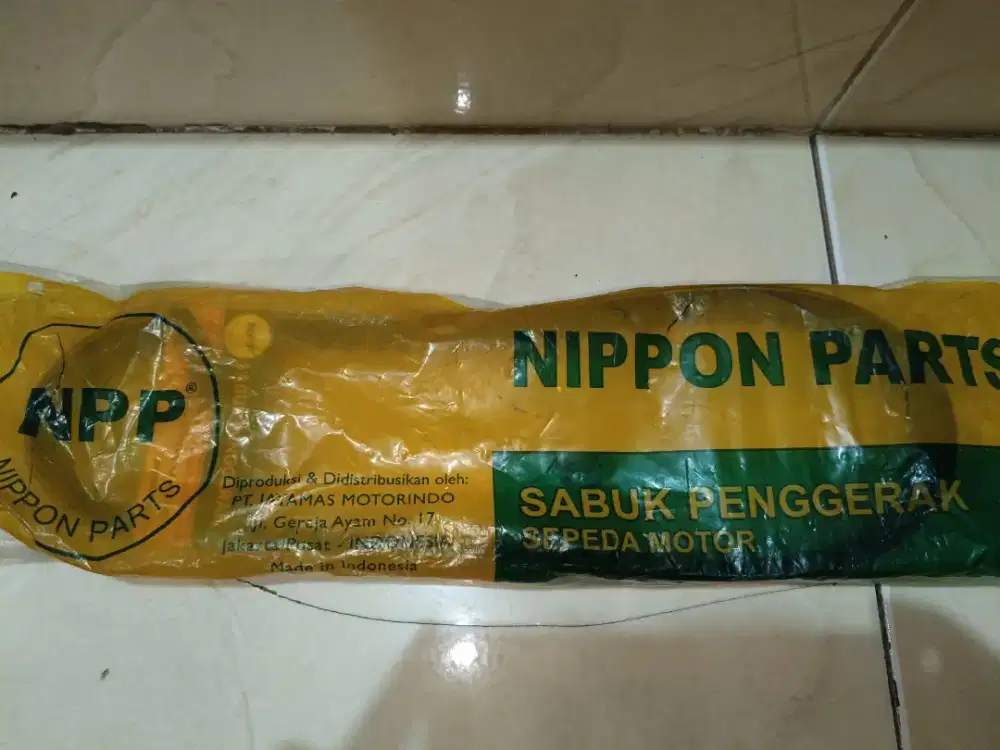 NPP®
NIPPON PARTS
Diproduksi & Didistribusikan oleh:
PT. JAYAMAS MOTORINDO
Jl. Gereja Ayam No. 17
Jakarta Pusat - INDONESIA
Made in Indonesia
NIPPON PARTS
SABUK PENGGERAK
SEPEDA MOTOR